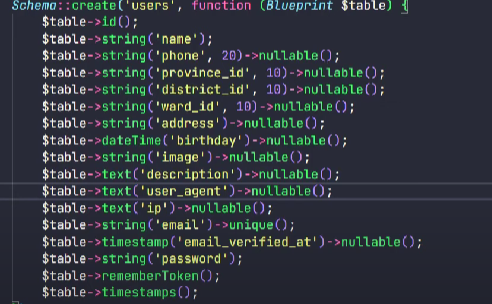 Schema::create('users', function (Blueprint $table) {
$table->id();
$table->string('name');
$table->string('phone', 20)->nullable();
$table->string('province_id', 10)->nullable();
$table->string('district_id', 10)->nullable();
$table->string('ward_id', 10)->nullable();
$table->string('address')->nullable();
$table->dateTime('birthday')->nullable();
$table->string('image')->nullable();
$table->text('description')->nullable();
$table->text('user_agent')->nullable();
$table->text('ip')->nullable();
$table->string('email')->unique();
$table->timestamp('email_verified_at')->nullable();
$table->string('password');
$table->rememberToken();
$table->timestamps();